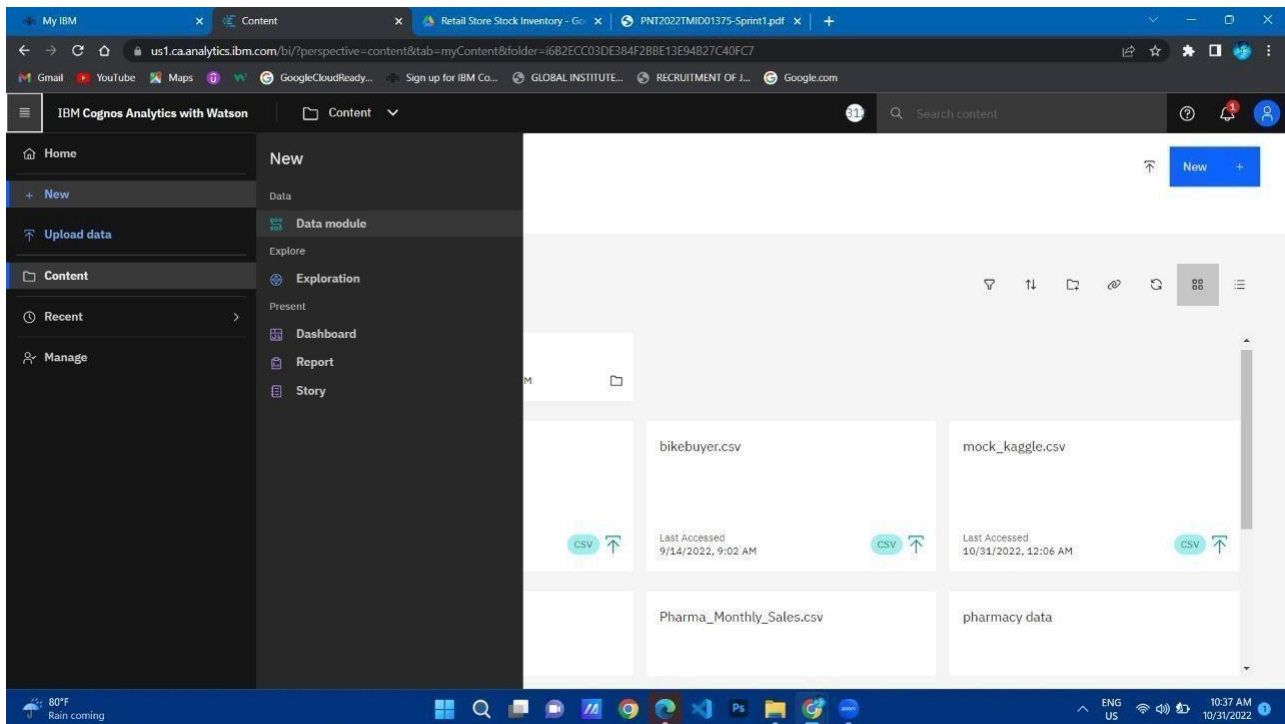 My IBM
Content
Retail Store Stock Inventory - Go
PNT2022TMID01375-Sprint1.pdf
us1.ca.analytics.ibm.com/bi/?perspective=content&tab=myContent&folder=i6B2ECC03DE384F2BBE13E94B27C40FC7
Gmail
YouTube
Maps
GoogleCloudReady...
Sign up for IBM Co...
GLOBAL INSTITUTE...
RECRUITMENT OF J...
Google.com
IBM Cognos Analytics with Watson
Content
Search content
1
Home
+ New
Upload data
Content
Recent
Manage
New
Data
Data module
Explore
Exploration
Present
Dashboard
Report
Story
New +
M
bikebuyer.csv
mock_kaggle.csv
CSV
Last Accessed
9/14/2022, 9:02 AM
CSV
Last Accessed
10/31/2022, 12:06 AM
CSV
Pharma_Monthly_Sales.csv
pharmacy data
80°F
Rain coming
Ps
ENG
US
10:37 AM
10/31/2022
1